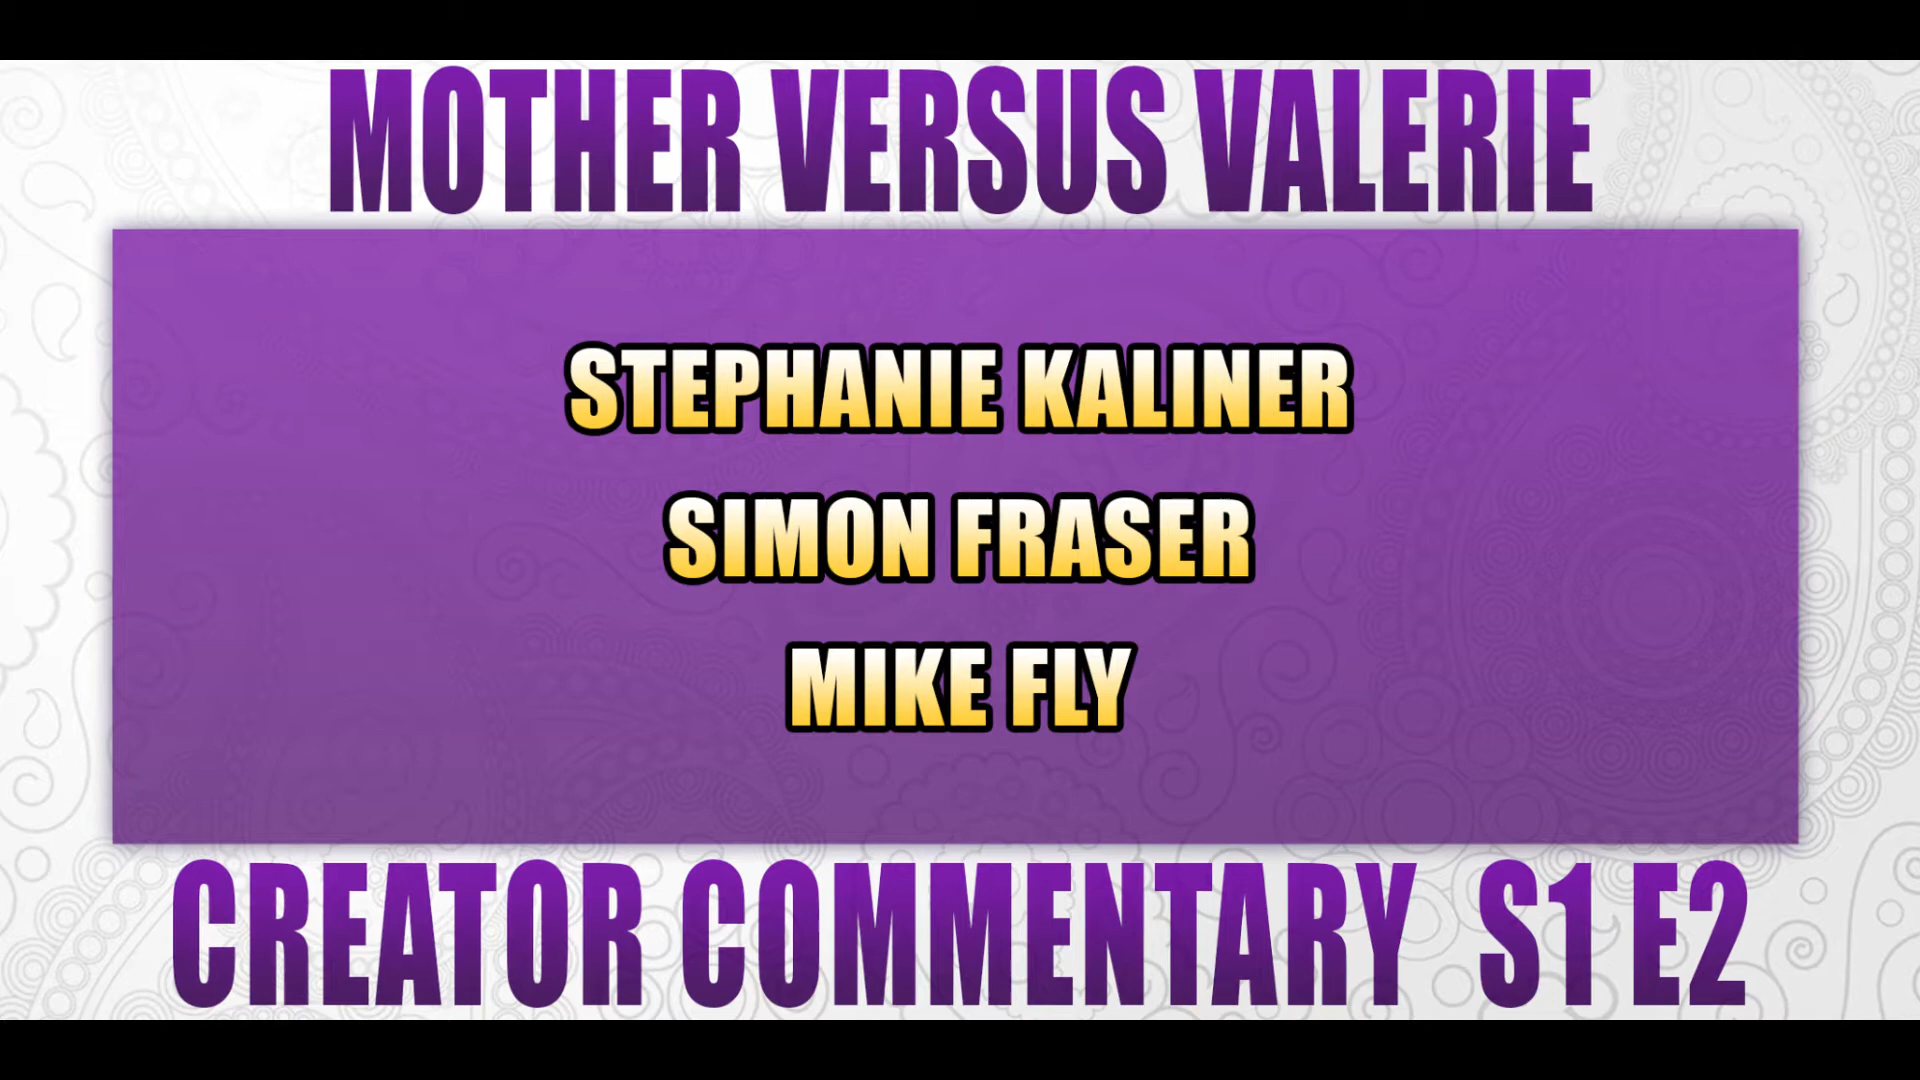 MOTHER VERSUS VALERIE
STEPHANIE KALINER
SIMON FRASER
MIKE FLY
CREATOR COMMENTARY S1 E2